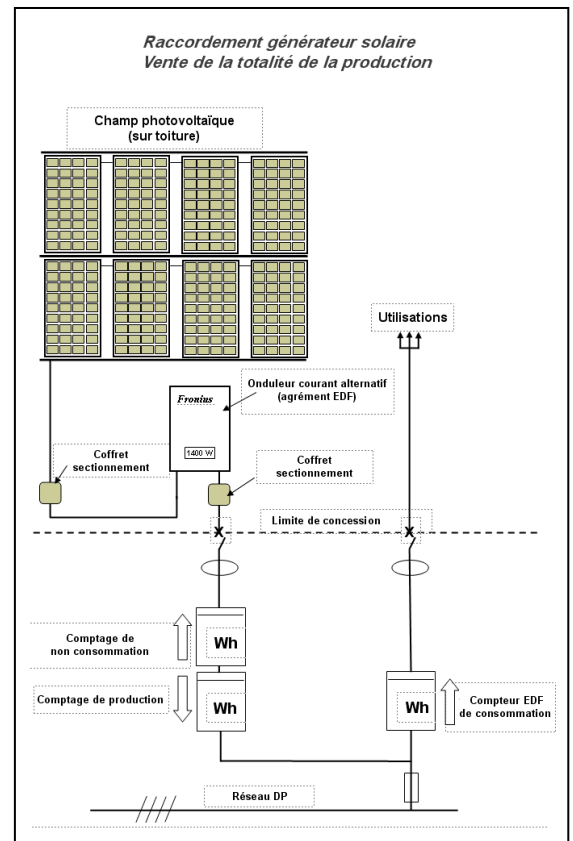 Raccordement générateur solaire
Vente de la totalité de la production
Champ photovoltaïque
(sur toiture)
Utilisations
Onduleur courant alternatif
(agrément EDF)
Fronius
1400 W
Coffret
sectionnement
Coffret
sectionnement
Limite de concession
X
X
Comptage de
non consommation
Wh
Comptage de production
Wh
Wh
Compteur EDF
de consommation
Réseau DP